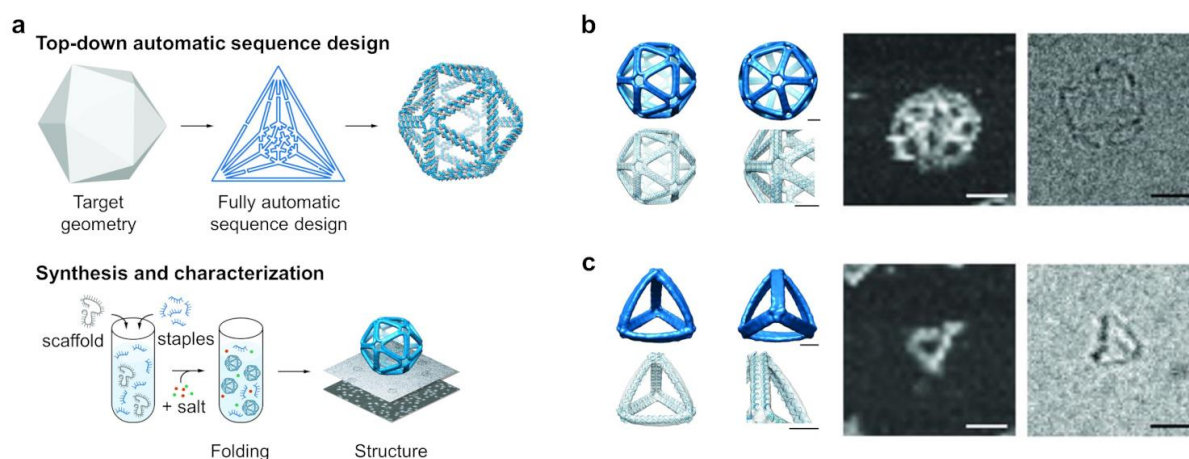 a
Top-down automatic sequence design
Target
geometry
Fully automatic
sequence design
Synthesis and characterization
scaffold
staples
+ salt
Folding
Structure
b
c